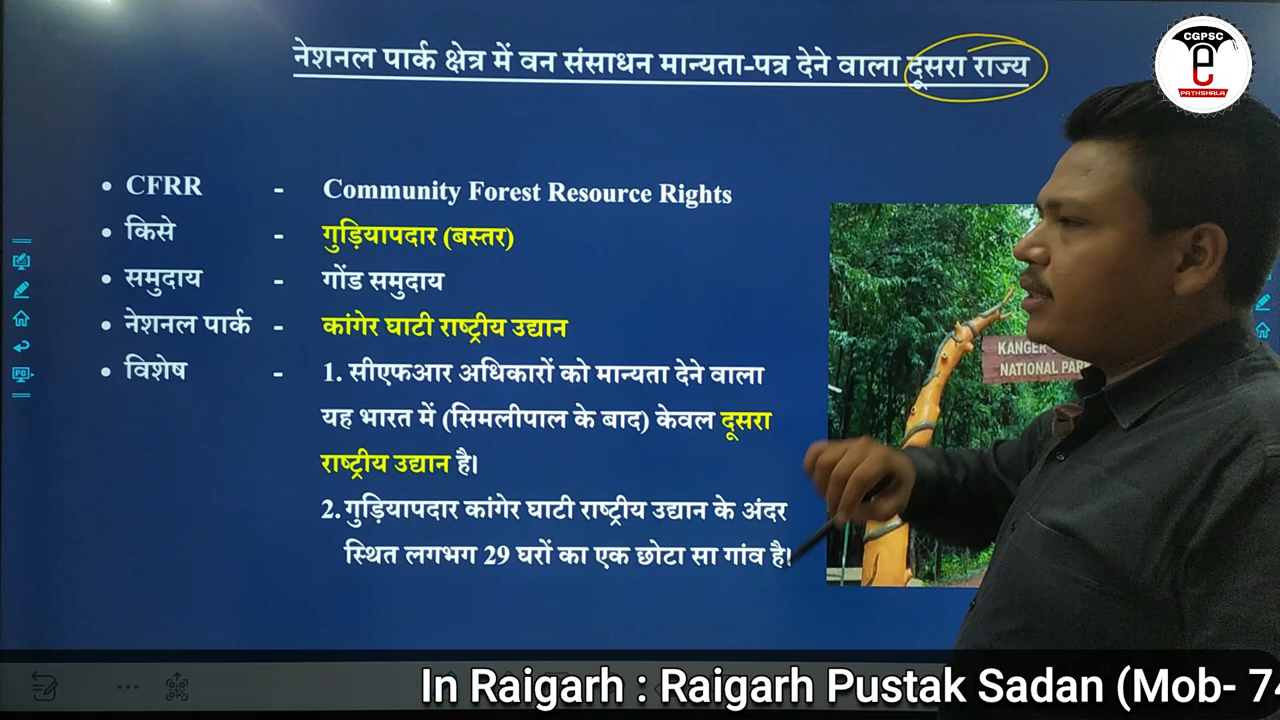 नेशनल पार्क क्षेत्र में वन संसाधन मान्यता-पत्र देने वाला दूसरा राज्य
• CFRR - Community Forest Resource Rights
• किसे - गुड़ियापदार (बस्तर)
• समुदाय - गोंड समुदाय
• नेशनल पार्क - कांगेर घाटी राष्ट्रीय उद्यान
• विशेष - 1. सीएफआर अधिकारों को मान्यता देने वाला
यह भारत में (सिमलीपाल के बाद) केवल दूसरा
राष्ट्रीय उद्यान है।
2. गुड़ियापदार कांगेर घाटी राष्ट्रीय उद्यान के अंदर
स्थित लगभग 29 घरों का एक छोटा सा गांव है।
KANGER
NATIONAL PARK
CGPSC
e
PATHSHALA
PC
In Raigarh : Raigarh Pustak Sadan (Mob- 74